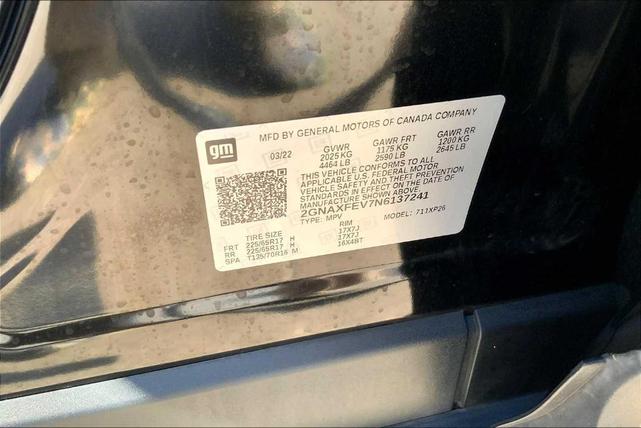 gm
MFD BY GENERAL MOTORS OF CANADA COMPANY
03/22 GVWR GAWR FRT GAWR RR
2025 KG 1175 KG 1200 KG
4464 LB 2590 LB 2645 LB
THIS VEHICLE CONFORMS TO ALL
APPLICABLE U.S. FEDERAL MOTOR
VEHICLE SAFETY AND THEFT PREVENTION
STANDARDS IN EFFECT ON THE DATE OF
MANUFACTURE SHOWN ABOVE.
2GNAXFEV7N6137241
TYPE: MPV MODEL: 711XP26
TIRE SIZE RIM
FRT 225/65R17 H 17X7J
RR 225/65R17 H 17X7J
SPA T135/70R16 M 16X4BT